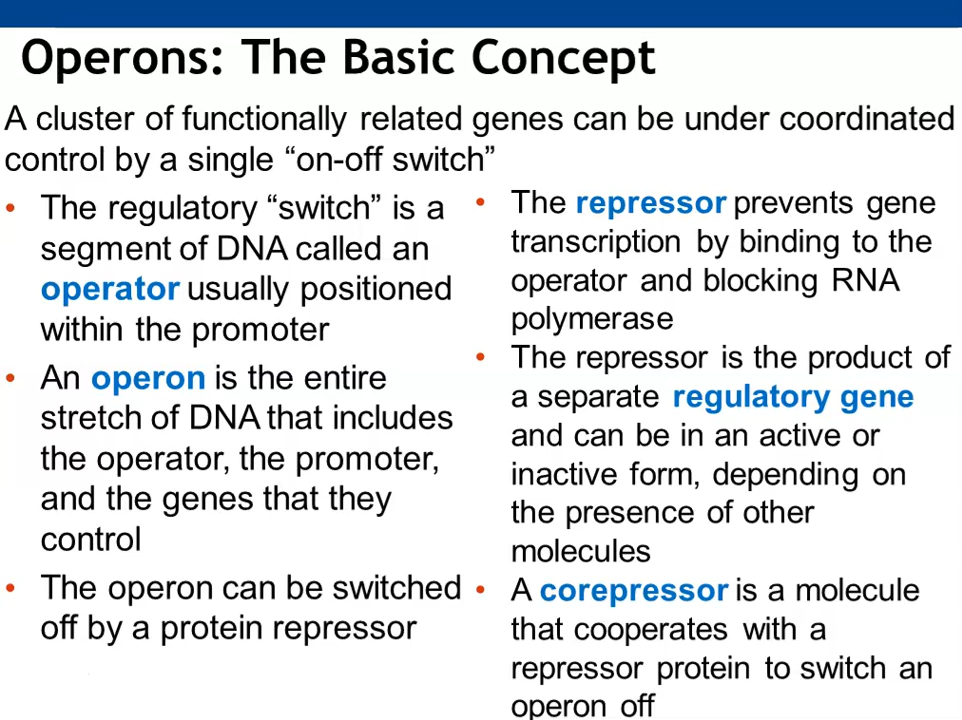 Operons: The Basic Concept
A cluster of functionally related genes can be under coordinated
control by a single “on-off switch”
• The regulatory “switch” is a
segment of DNA called an
operator usually positioned
within the promoter
• An operon is the entire
stretch of DNA that includes
the operator, the promoter,
and the genes that they
control
• The operon can be switched
off by a protein repressor
• The repressor prevents gene
transcription by binding to the
operator and blocking RNA
polymerase
• The repressor is the product of
a separate regulatory gene
and can be in an active or
inactive form, depending on
the presence of other
molecules
• A corepressor is a molecule
that cooperates with a
repressor protein to switch an
operon off